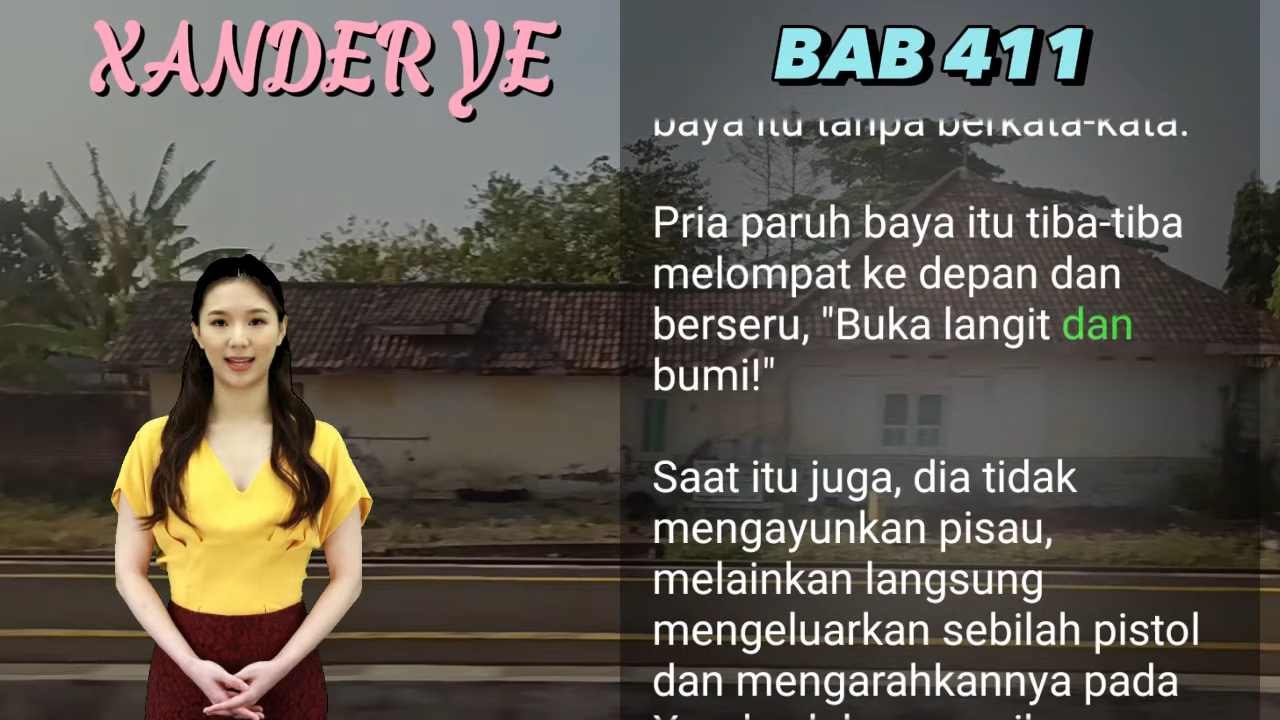 XANDER YE
BAB 411
baya itu tanpa berkata-kata.
Pria paruh baya itu tiba-tiba
melompat ke depan dan
berseru, "Buka langit dan
bumi!"
Saat itu juga, dia tidak
mengayunkan pisau,
melainkan langsung
mengeluarkan sebilah pistol
dan mengarahkannya pada